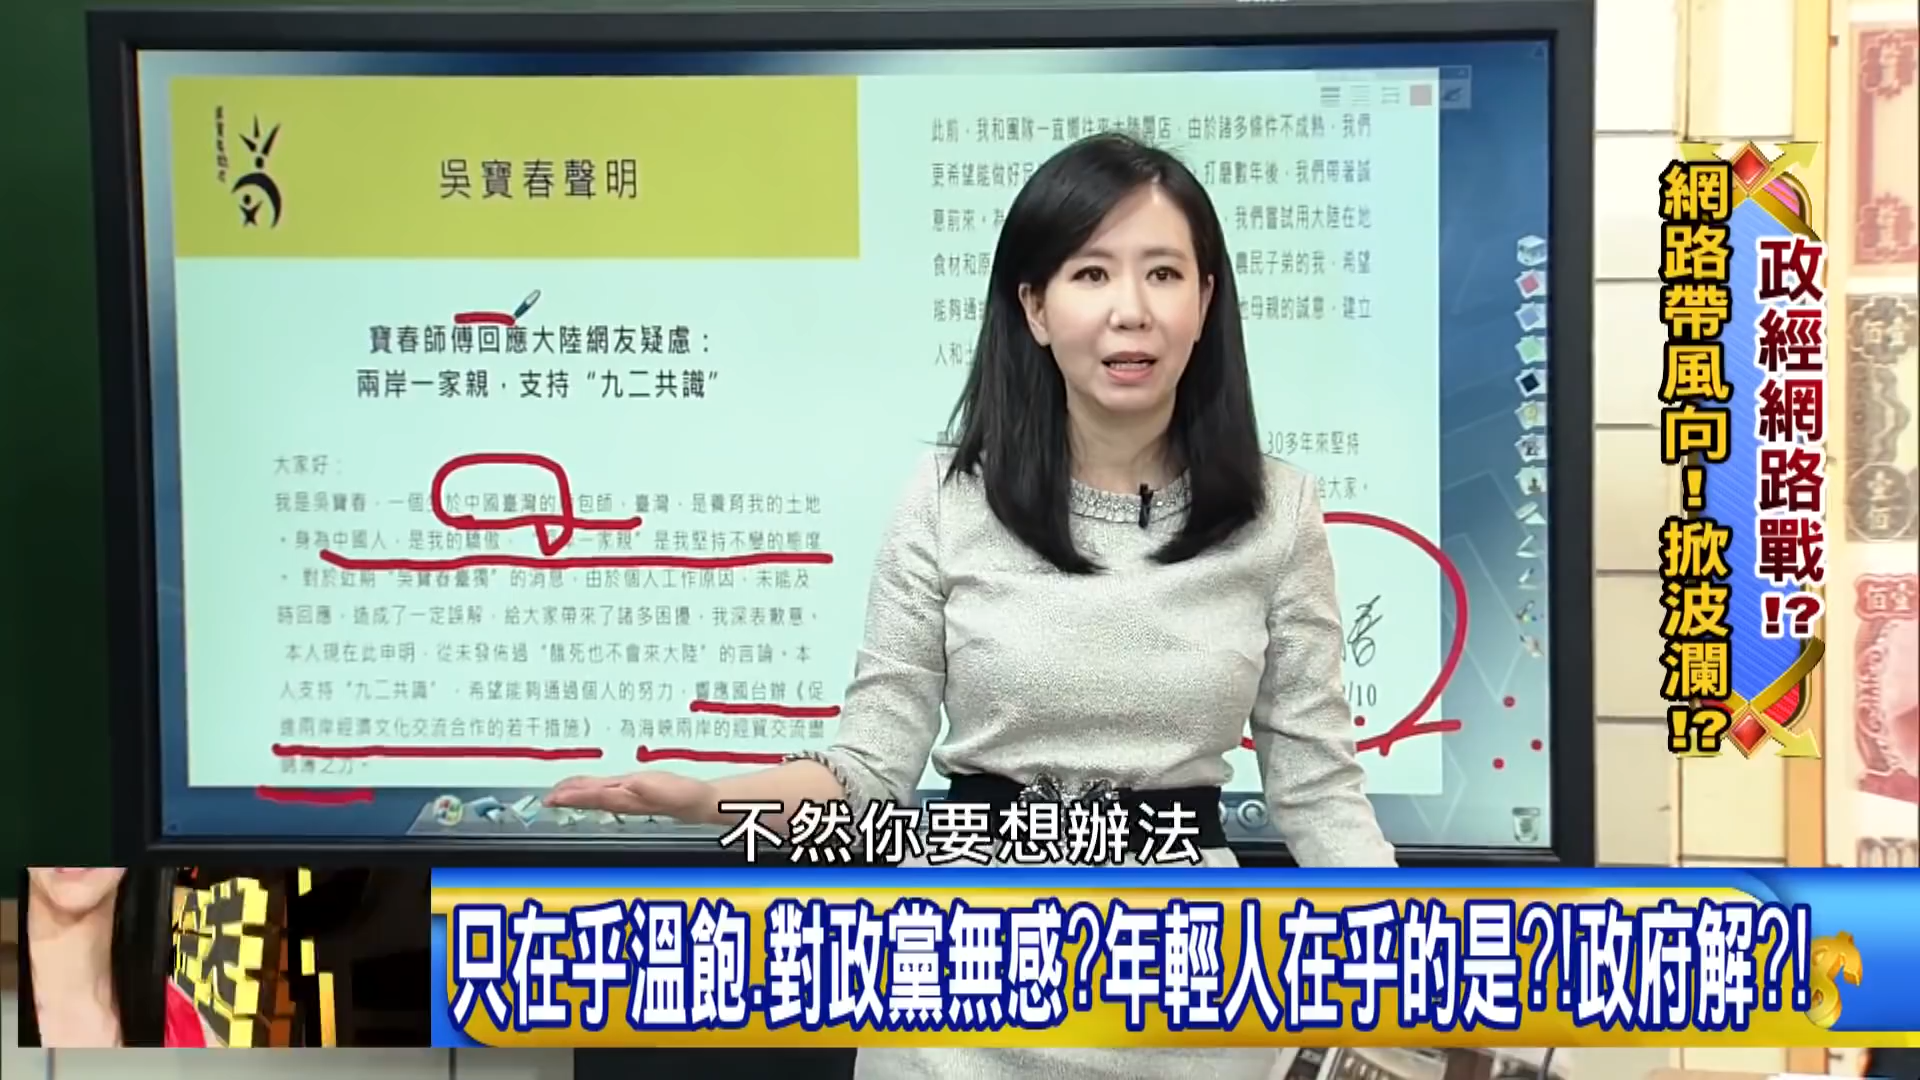 吳寶春聲明
寶春師傅回應大陸網友疑慮：
兩岸一家親，支持“九二共識”
大家好：
我是吳寶春，一個生於中國臺灣的 包師，臺灣，是養育我的土地
。身為中國人，是我的驕傲， 一家親”是我堅持不變的態度
。對於近期“吳寶春臺獨”的消息，由於個人工作原因，未能及
時回應，造成了一定誤解，給大家帶來了諸多困擾，我深表歉意。
本人現在此申明，從未發佈過“餓死也不會來大陸”的言論。本
人支持“九二共識”，希望能夠通過個人的努力，響應國台辦《促
進兩岸經濟文化交流合作的若干措施》，為海峽兩岸的經貿交流盡
綿薄之力。
此前，我和團隊一直嚮往來大陸開店，由於諸多條件不成熟，我們
更希望能做好 打磨數年後，我們帶著誠
意前來。為 我們嘗試用大陸在地
食材和原 農民子弟的我，希望
能夠通 母親的誠意，建立
人和
30多年來堅持
給大家。
/10
政經網路戰!?
網路帶風向！掀波瀾!?
不然你要想辦法
只在乎溫飽.對政黨無感?年輕人在乎的是?!政府解?!